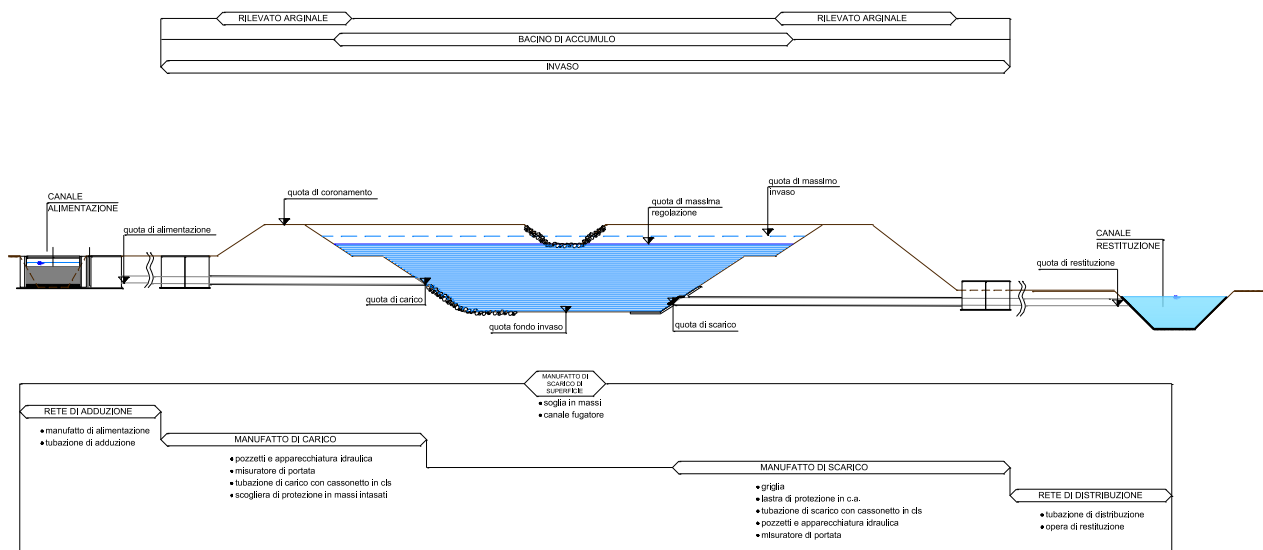 RILEVATO ARGINALE
RILEVATO ARGINALE
BACINO DI ACCUMULO
INVASO
CANALE
ALIMENTAZIONE
quota di alimentazione
quota di coronamento
quota di massima
regolazione
quota di massimo
invaso
CANALE
RESTITUZIONE
quota di restituzione
quota di carico
quota fondo invaso
quota di scarico
MANUFATTO DI
SCARICO DI
SUPERFICIE
soglia in massi
canale fugatore
RETE DI ADDUZIONE
manufatto di alimentazione
tubazione di adduzione
MANUFATTO DI CARICO
pozzetti e apparecchiatura idraulica
misuratore di portata
tubazione di carico con cassonetto in cls
scogliera di protezione in massi intasati
MANUFATTO DI SCARICO
griglia
lastra di protezione in c.a.
tubazione di scarico con cassonetto in cls
pozzetti e apparecchiatura idraulica
misuratore di portata
RETE DI DISTRIBUZIONE
tubazione di distribuzione
opera di restituzione